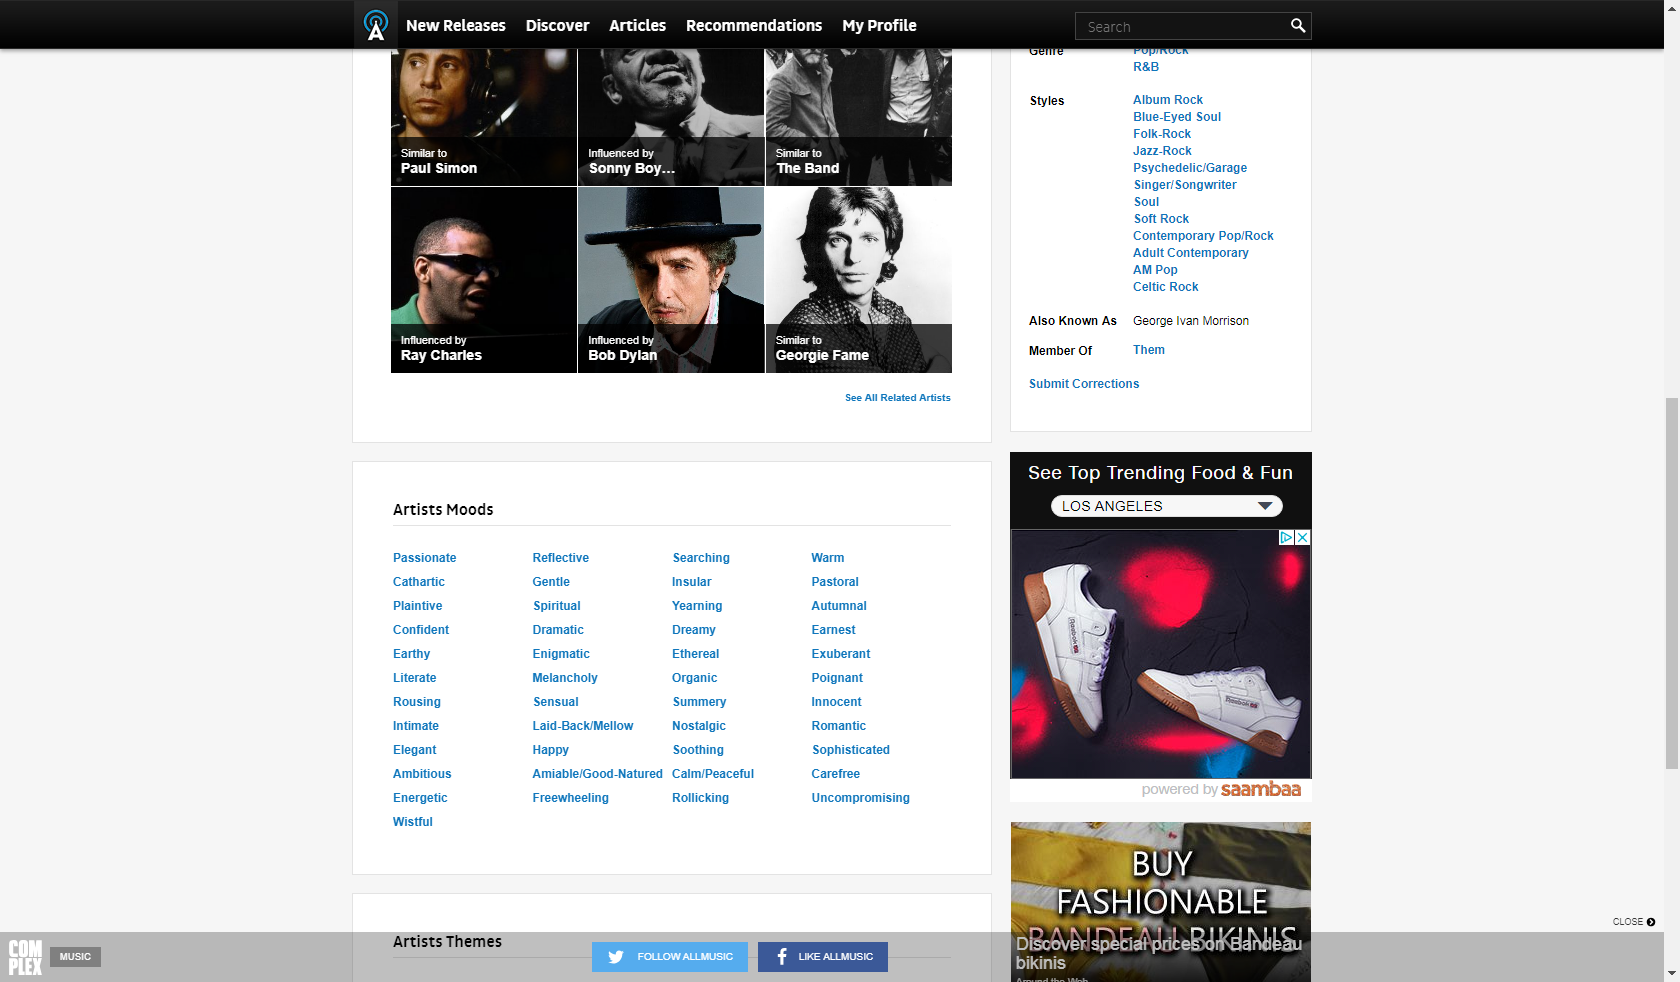 New Releases
Discover
Articles
Recommendations
My Profile
Search
Similar to
Paul Simon
Influenced by
Sonny Boy...
Similar to
The Band
Influenced by
Ray Charles
Influenced by
Bob Dylan
Similar to
Georgie Fame
See All Related Artists
Genre
Pop/Rock
R&B
Styles
Album Rock
Blue-Eyed Soul
Folk-Rock
Jazz-Rock
Psychedelic/Garage
Singer/Songwriter
Soul
Soft Rock
Contemporary Pop/Rock
Adult Contemporary
AM Pop
Celtic Rock
Also Known As George Ivan Morrison
Member Of Them
Submit Corrections
Artists Moods
Passionate Reflective Searching Warm
Cathartic Gentle Insular Pastoral
Plaintive Spiritual Yearning Autumnal
Confident Dramatic Dreamy Earnest
Earthy Enigmatic Ethereal Exuberant
Literate Melancholy Organic Poignant
Rousing Sensual Summery Innocent
Intimate Laid-Back/Mellow Nostalgic Romantic
Elegant Happy Soothing Sophisticated
Ambitious Amiable/Good-Natured Calm/Peaceful Carefree
Energetic Freewheeling Rollicking Uncompromising
Wistful
See Top Trending Food & Fun
LOS ANGELES
Reebok
Reebok
powered by saambaa
BUY
FASHIONABLE
BANDEAU BIKINIS
Discover special prices on Bandeau
bikinis
Around the Web
Artists Themes
CLOSE
COM
PLEX
MUSIC
FOLLOW ALLMUSIC
LIKE ALLMUSIC